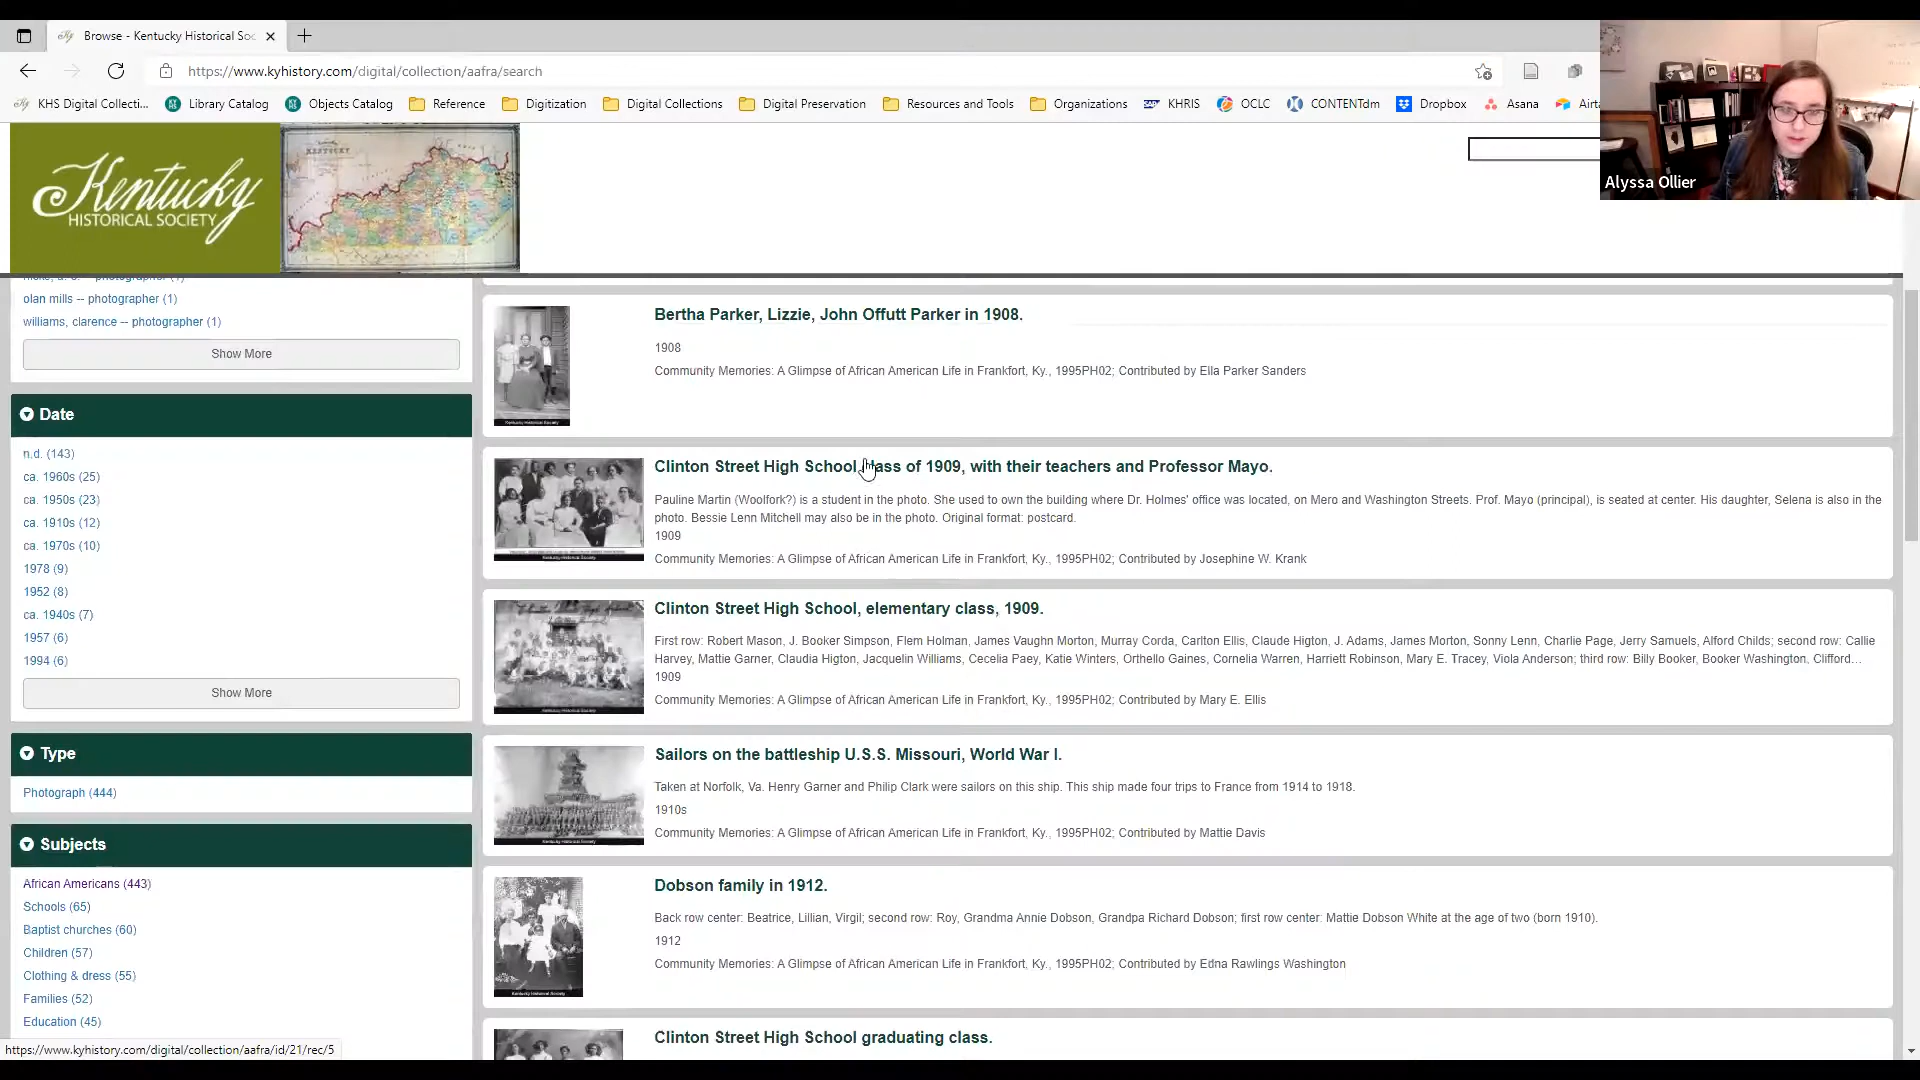 Browse - Kentucky Historical Soc
https://www.kyhistory.com/digital/collection/aafra/search
KHS Digital Collecti... Library Catalog Objects Catalog Reference Digitization Digital Collections Digital Preservation Resources and Tools Organizations KHRIS OCLC CONTENTdm Dropbox Asana Airta
Alyssa Ollier
Kentucky
HISTORICAL SOCIETY
olan mills -- photographer (1)
williams, clarence -- photographer (1)
Show More
Date
n.d. (143)
ca. 1960s (25)
ca. 1950s (23)
ca. 1910s (12)
ca. 1970s (10)
1978 (9)
1952 (8)
ca. 1940s (7)
1957 (6)
1994 (6)
Show More
Type
Photograph (444)
Subjects
African Americans (443)
Schools (65)
Baptist churches (60)
Children (57)
Clothing & dress (55)
Families (52)
Education (45)
https://www.kyhistory.com/digital/collection/aafra/id/21/rec/5
Bertha Parker, Lizzie, John Offutt Parker in 1908.
1908
Community Memories: A Glimpse of African American Life in Frankfort, Ky., 1995PH02; Contributed by Ella Parker Sanders
Clinton Street High School class of 1909, with their teachers and Professor Mayo.
Pauline Martin (Woolfork?) is a student in the photo. She used to own the building where Dr. Holmes' office was located, on Mero and Washington Streets. Prof. Mayo (principal), is seated at center. His daughter, Selena is also in the
photo. Bessie Lenn Mitchell may also be in the photo. Original format: postcard.
1909
Community Memories: A Glimpse of African American Life in Frankfort, Ky., 1995PH02; Contributed by Josephine W. Krank
Clinton Street High School, elementary class, 1909.
First row: Robert Mason, J. Booker Simpson, Flem Holman, James Vaughn Morton, Murray Corda, Carlton Ellis, Claude Higton, J. Adams, James Morton, Sonny Lenn, Charlie Page, Jerry Samuels, Alford Childs; second row: Callie
Harvey, Mattie Garner, Claudia Higton, Jacquelin Williams, Cecelia Paey, Katie Winters, Orthello Gaines, Cornelia Warren, Harriett Robinson, Mary E. Tracey, Viola Anderson; third row: Billy Booker, Booker Washington, Clifford...
1909
Community Memories: A Glimpse of African American Life in Frankfort, Ky., 1995PH02; Contributed by Mary E. Ellis
Sailors on the battleship U.S.S. Missouri, World War I.
Taken at Norfolk, Va. Henry Garner and Philip Clark were sailors on this ship. This ship made four trips to France from 1914 to 1918.
1910s
Community Memories: A Glimpse of African American Life in Frankfort, Ky., 1995PH02; Contributed by Mattie Davis
Dobson family in 1912.
Back row center: Beatrice, Lillian, Virgil; second row: Roy, Grandma Annie Dobson, Grandpa Richard Dobson; first row center: Mattie Dobson White at the age of two (born 1910).
1912
Community Memories: A Glimpse of African American Life in Frankfort, Ky., 1995PH02; Contributed by Edna Rawlings Washington
Clinton Street High School graduating class.